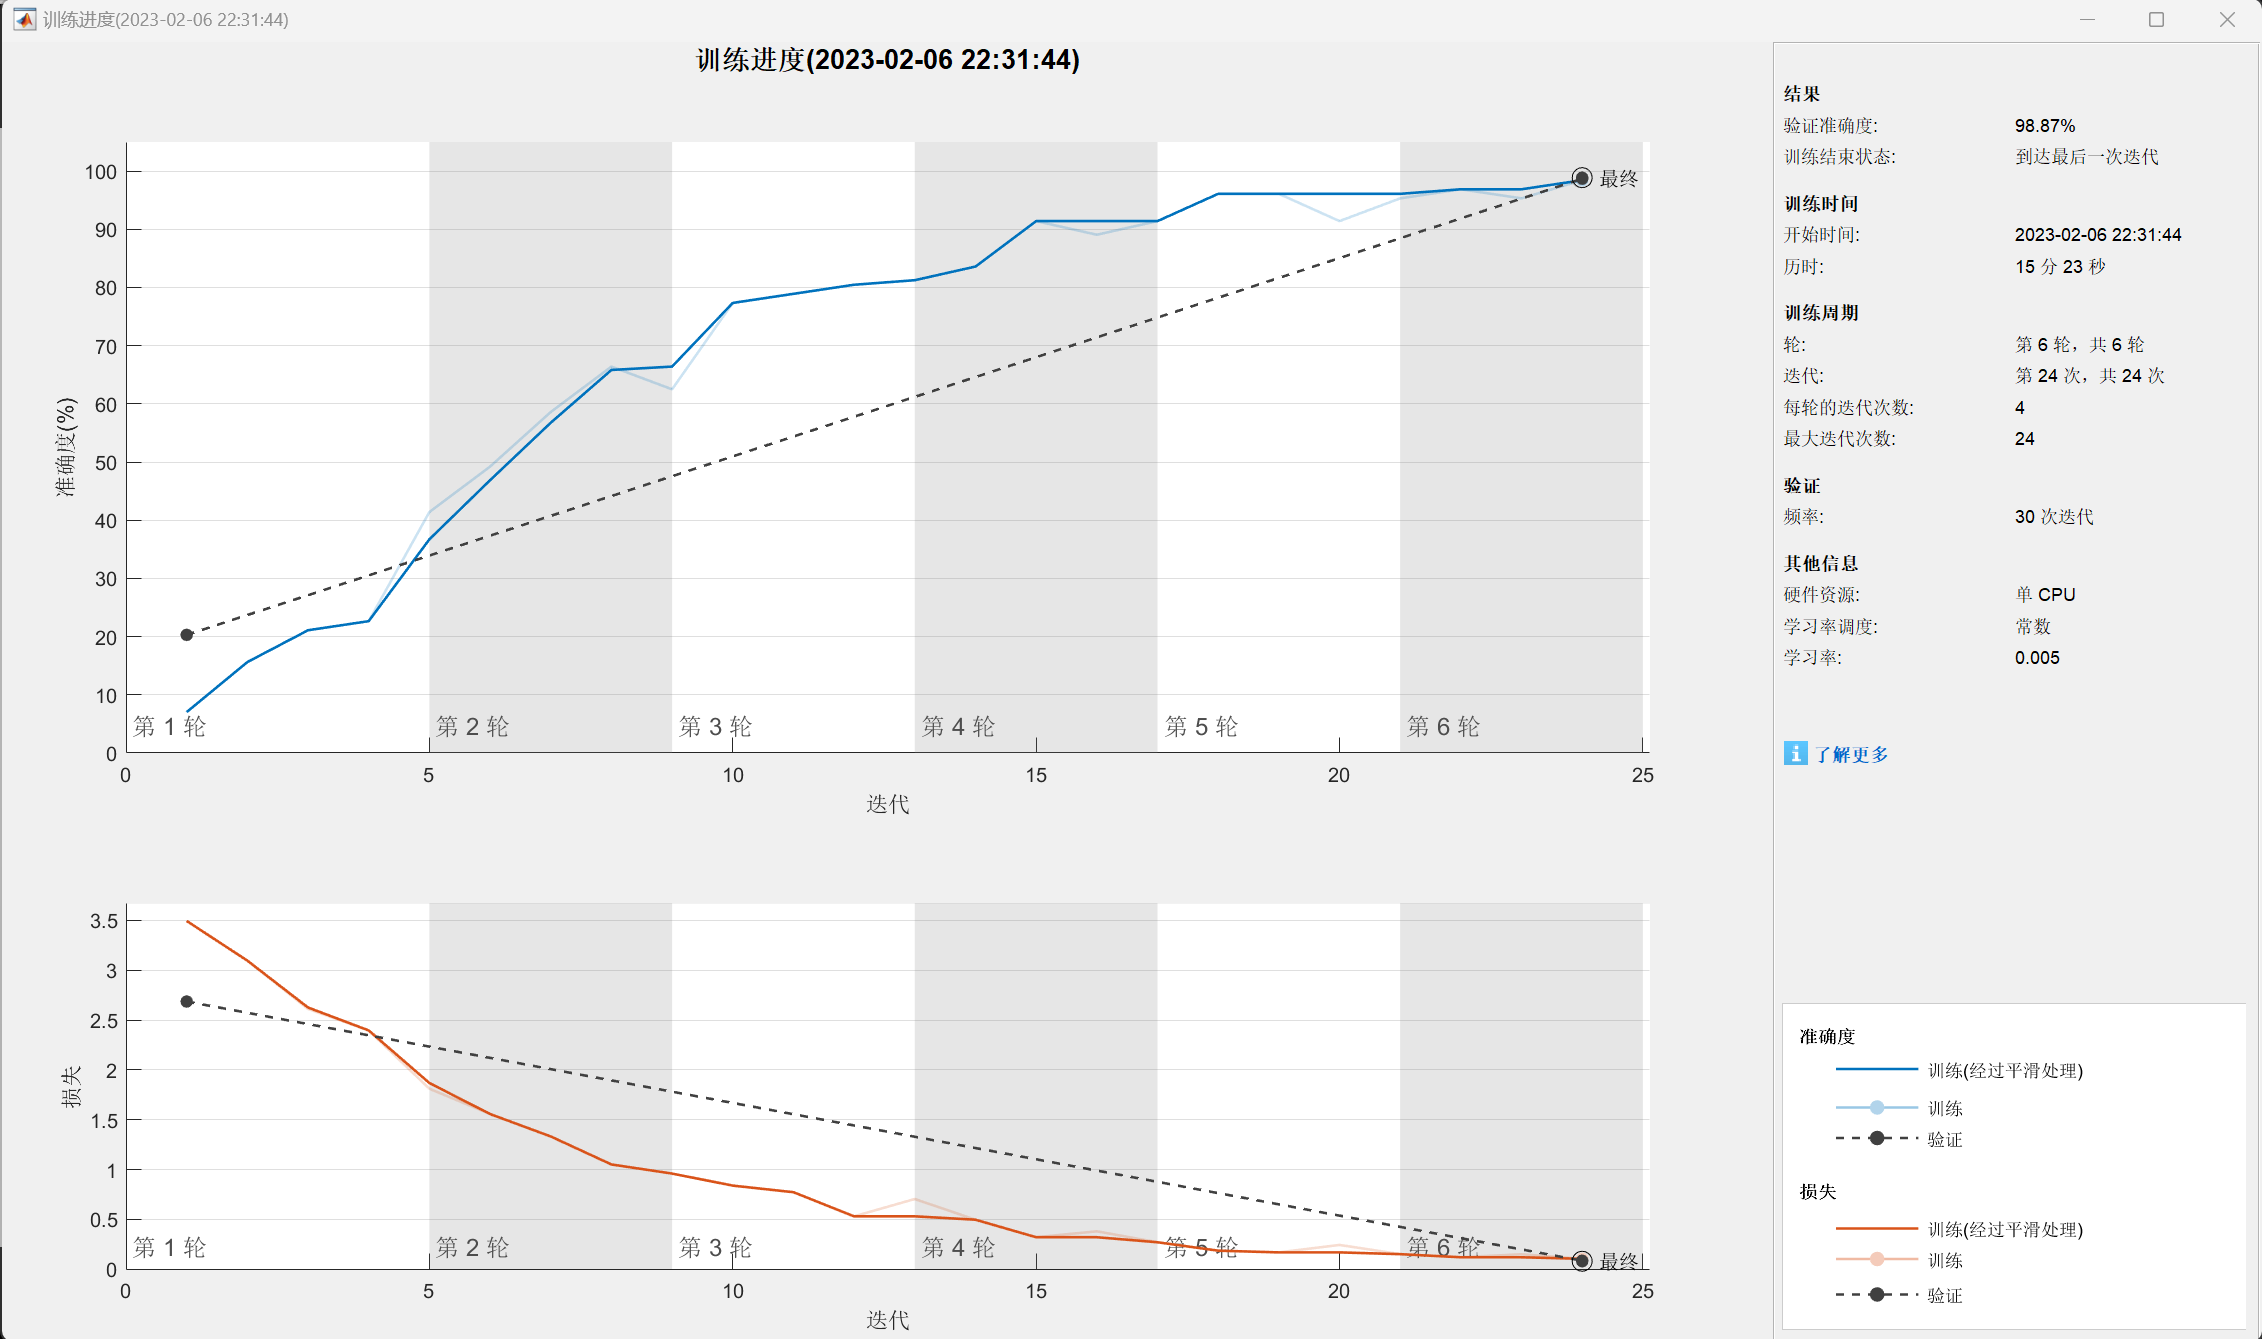 训练进度(2023-02-06 22:31:44)
训练进度(2023-02-06 22:31:44)
准确度(%)
100
90
80
70
60
50
40
30
20
10
0
最终
第 1 轮
第 2 轮
第 3 轮
第 4 轮
第 5 轮
第 6 轮
0
5
10
15
20
25
迭代
损失
3.5
3
2.5
2
1.5
1
0.5
0
第 1 轮
第 2 轮
第 3 轮
第 4 轮
第 5 轮
第 6 轮
最终
0
5
10
15
20
25
迭代
结果
验证准确度: 98.87%
训练结束状态: 到达最后一次迭代
训练时间
开始时间: 2023-02-06 22:31:44
历时: 15 分 23 秒
训练周期
轮: 第 6 轮，共 6 轮
迭代: 第 24 次，共 24 次
每轮的迭代次数: 4
最大迭代次数: 24
验证
频率: 30 次迭代
其他信息
硬件资源: 单 CPU
学习率调度: 常数
学习率: 0.005
i 了解更多
准确度
训练(经过平滑处理)
训练
验证
损失
训练(经过平滑处理)
训练
验证